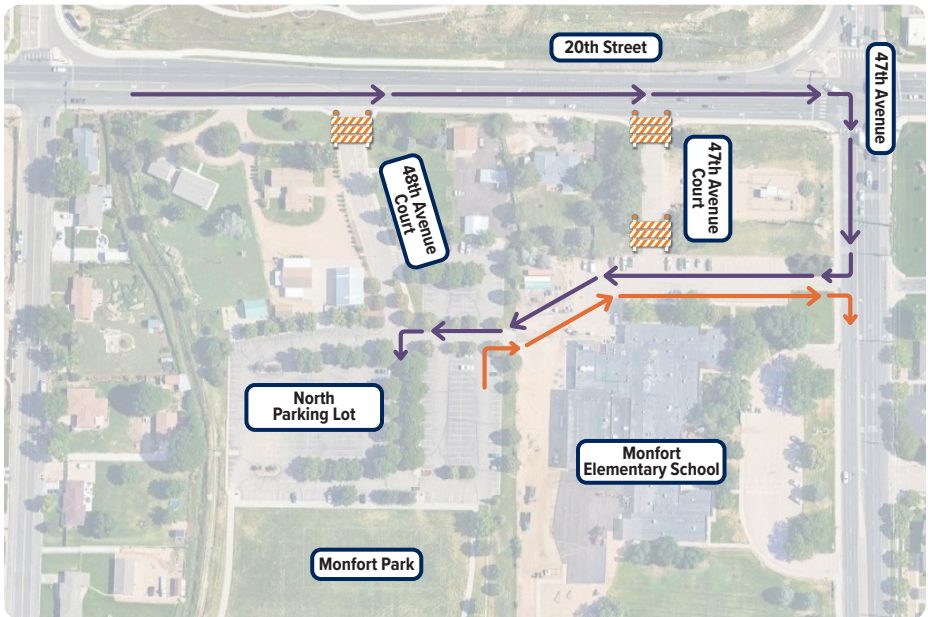 20th Street
47th Avenue
48th Avenue
Court
47th Avenue
Court
North
Parking Lot
Monfort
Elementary School
Monfort Park